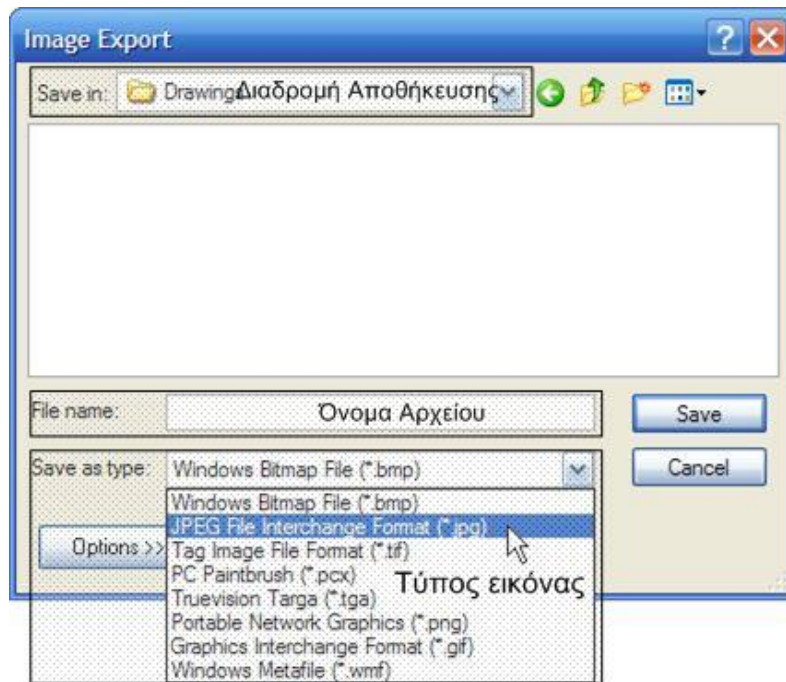 Image Export
Save in: Drawing Διαδρομή Αποθήκευσης
File name: Όνομα Αρχείου
Save
Save as type: Windows Bitmap File (*.bmp)
Cancel
Windows Bitmap File (*.bmp)
JPEG File Interchange Format (*.jpg)
Options >>
Tag Image File Format (*.tif)
PC Paintbrush (*.pcx)
Τύπος εικόνας
Truevision Targa (*.tga)
Portable Network Graphics (*.png)
Graphics Interchange Format (*.gif)
Windows Metafile (*.wmf)